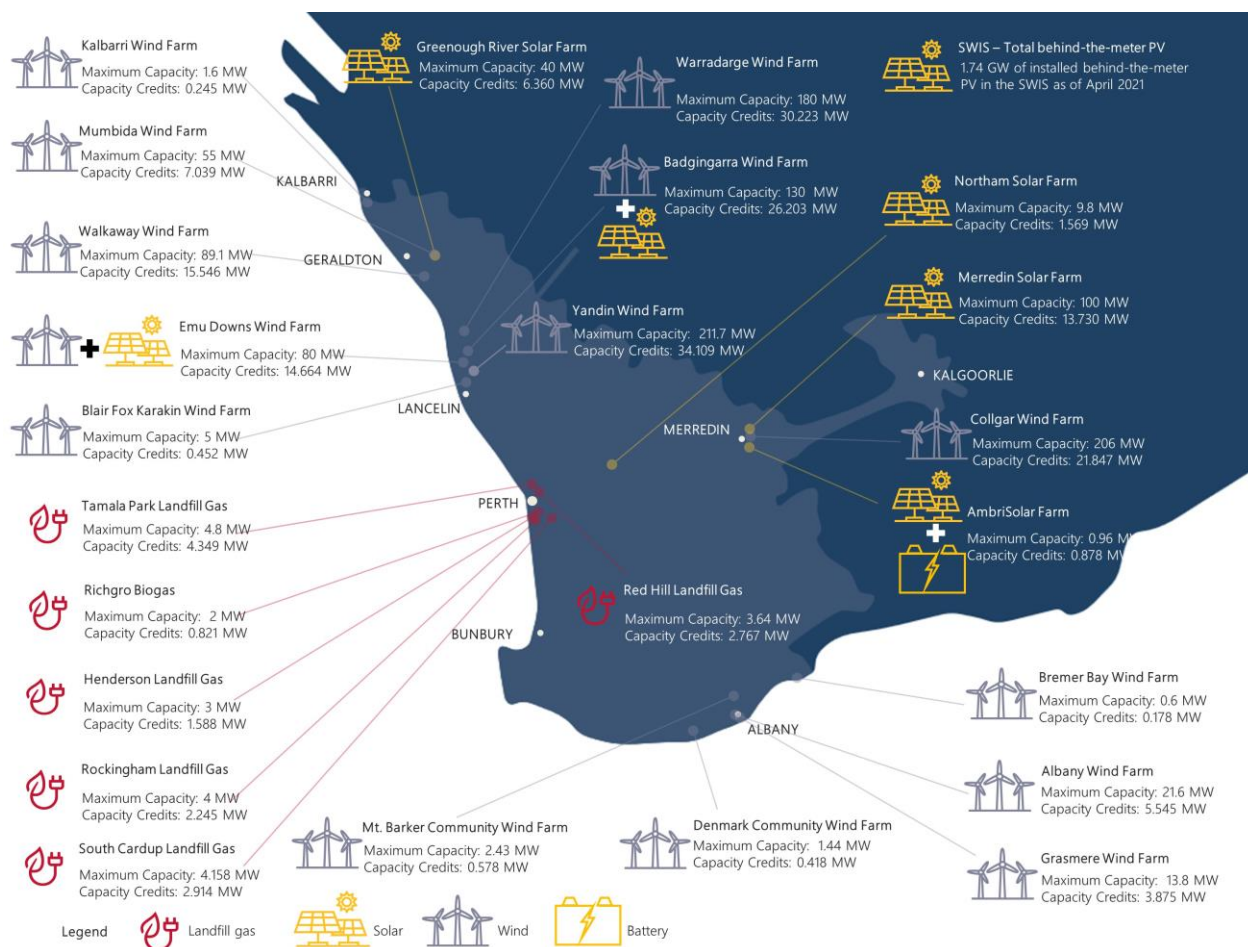 Kalbarri Wind Farm
Maximum Capacity: 1.6 MW
Capacity Credits: 0.245 MW
Mumbida Wind Farm
Maximum Capacity: 55 MW
Capacity Credits: 7.039 MW
Walkaway Wind Farm
Maximum Capacity: 89.1 MW
Capacity Credits: 15.546 MW
Emu Downs Wind Farm
Maximum Capacity: 80 MW
Capacity Credits: 14.664 MW
Blair Fox Karakin Wind Farm
Maximum Capacity: 5 MW
Capacity Credits: 0.452 MW
Tamala Park Landfill Gas
Maximum Capacity: 4.8 MW
Capacity Credits: 4.349 MW
Richgro Biogas
Maximum Capacity: 2 MW
Capacity Credits: 0.821 MW
Henderson Landfill Gas
Maximum Capacity: 3 MW
Capacity Credits: 1.588 MW
Rockingham Landfill Gas
Maximum Capacity: 4 MW
Capacity Credits: 2.245 MW
South Cardup Landfill Gas
Maximum Capacity: 4.158 MW
Capacity Credits: 2.914 MW
Greenough River Solar Farm
Maximum Capacity: 40 MW
Capacity Credits: 6.360 MW
Warradarge Wind Farm
Maximum Capacity: 180 MW
Capacity Credits: 30.223 MW
Badgingarra Wind Farm
Maximum Capacity: 130 MW
Capacity Credits: 26.203 MW
Yandin Wind Farm
Maximum Capacity: 211.7 MW
Capacity Credits: 34.109 MW
KALBARRI
GERALDTON
LANCELIN
PERTH
BUNBURY
MERREDIN
KALGOORLIE
ALBANY
Red Hill Landfill Gas
Maximum Capacity: 3.64 MW
Capacity Credits: 2.767 MW
SWIS – Total behind-the-meter PV
1.74 GW of installed behind-the-meter
PV in the SWIS as of April 2021
Northam Solar Farm
Maximum Capacity: 9.8 MW
Capacity Credits: 1.569 MW
Merredin Solar Farm
Maximum Capacity: 100 MW
Capacity Credits: 13.730 MW
Collgar Wind Farm
Maximum Capacity: 206 MW
Capacity Credits: 21.847 MW
AmbriSolar Farm
Maximum Capacity: 0.96 MW
Capacity Credits: 0.878 MW
Bremer Bay Wind Farm
Maximum Capacity: 0.6 MW
Capacity Credits: 0.178 MW
Albany Wind Farm
Maximum Capacity: 21.6 MW
Capacity Credits: 5.545 MW
Grasmere Wind Farm
Maximum Capacity: 13.8 MW
Capacity Credits: 3.875 MW
Mt. Barker Community Wind Farm
Maximum Capacity: 2.43 MW
Capacity Credits: 0.578 MW
Denmark Community Wind Farm
Maximum Capacity: 1.44 MW
Capacity Credits: 0.418 MW
Legend
Landfill gas
Solar
Wind
Battery